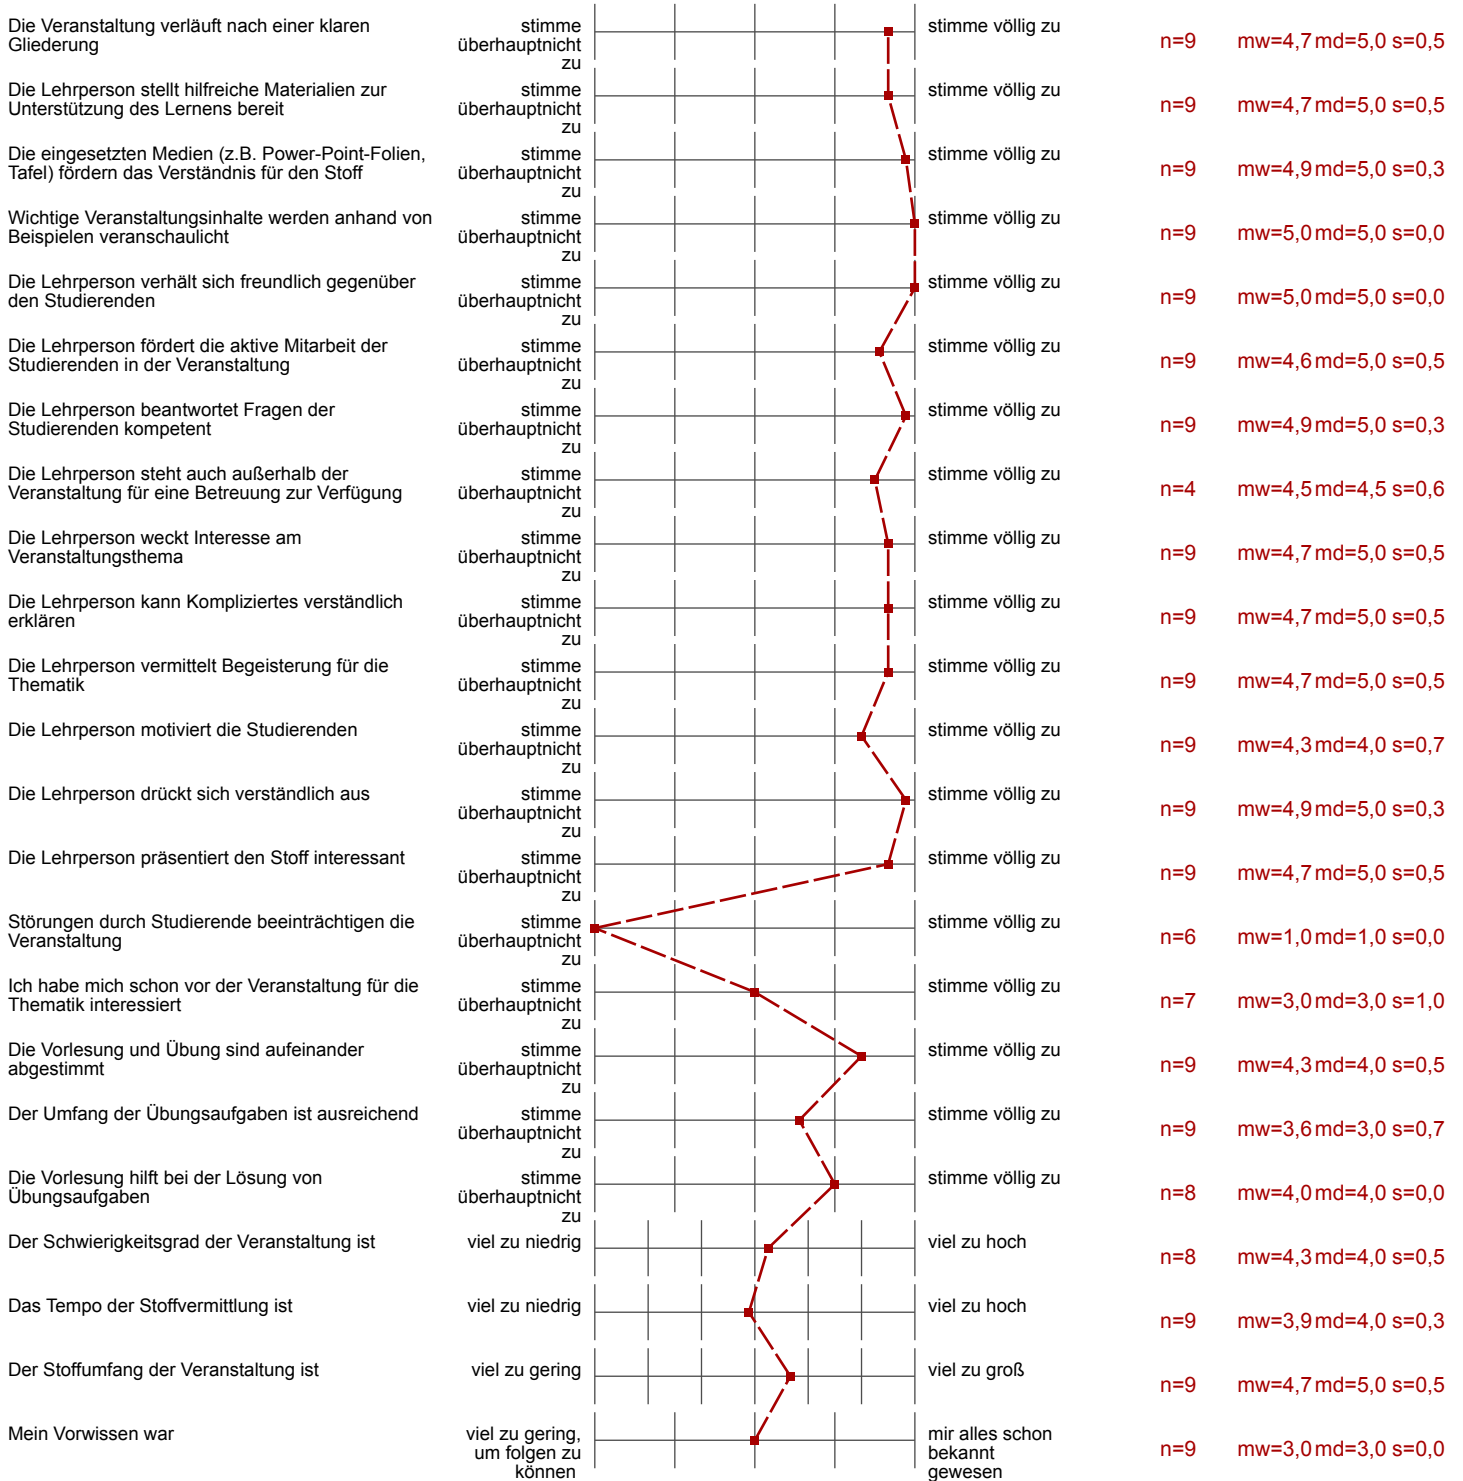 Die Veranstaltung verläuft nach einer klaren
Gliederung
stimme
überhauptnicht
zu
stimme völlig zu
n=9
mw=4,7 md=5,0 s=0,5
Die Lehrperson stellt hilfreiche Materialien zur
Unterstützung des Lernens bereit
stimme
überhauptnicht
zu
stimme völlig zu
n=9
mw=4,7 md=5,0 s=0,5
Die eingesetzten Medien (z.B. Power-Point-Folien,
Tafel) fördern das Verständnis für den Stoff
stimme
überhauptnicht
zu
stimme völlig zu
n=9
mw=4,9 md=5,0 s=0,3
Wichtige Veranstaltungsinhalte werden anhand von
Beispielen veranschaulicht
stimme
überhauptnicht
zu
stimme völlig zu
n=9
mw=5,0 md=5,0 s=0,0
Die Lehrperson verhält sich freundlich gegenüber
den Studierenden
stimme
überhauptnicht
zu
stimme völlig zu
n=9
mw=5,0 md=5,0 s=0,0
Die Lehrperson fördert die aktive Mitarbeit der
Studierenden in der Veranstaltung
stimme
überhauptnicht
zu
stimme völlig zu
n=9
mw=4,6 md=5,0 s=0,5
Die Lehrperson beantwortet Fragen der
Studierenden kompetent
stimme
überhauptnicht
zu
stimme völlig zu
n=9
mw=4,9 md=5,0 s=0,3
Die Lehrperson steht auch außerhalb der
Veranstaltung für eine Betreuung zur Verfügung
stimme
überhauptnicht
zu
stimme völlig zu
n=4
mw=4,5 md=4,5 s=0,6
Die Lehrperson weckt Interesse am
Veranstaltungsthema
stimme
überhauptnicht
zu
stimme völlig zu
n=9
mw=4,7 md=5,0 s=0,5
Die Lehrperson kann Kompliziertes verständlich
erklären
stimme
überhauptnicht
zu
stimme völlig zu
n=9
mw=4,7 md=5,0 s=0,5
Die Lehrperson vermittelt Begeisterung für die
Thematik
stimme
überhauptnicht
zu
stimme völlig zu
n=9
mw=4,7 md=5,0 s=0,5
Die Lehrperson motiviert die Studierenden
stimme
überhauptnicht
zu
stimme völlig zu
n=9
mw=4,3 md=4,0 s=0,7
Die Lehrperson drückt sich verständlich aus
stimme
überhauptnicht
zu
stimme völlig zu
n=9
mw=4,9 md=5,0 s=0,3
Die Lehrperson präsentiert den Stoff interessant
stimme
überhauptnicht
zu
stimme völlig zu
n=9
mw=4,7 md=5,0 s=0,5
Störungen durch Studierende beeinträchtigen die
Veranstaltung
stimme
überhauptnicht
zu
stimme völlig zu
n=6
mw=1,0 md=1,0 s=0,0
Ich habe mich schon vor der Veranstaltung für die
Thematik interessiert
stimme
überhauptnicht
zu
stimme völlig zu
n=7
mw=3,0 md=3,0 s=1,0
Die Vorlesung und Übung sind aufeinander
abgestimmt
stimme
überhauptnicht
zu
stimme völlig zu
n=9
mw=4,3 md=4,0 s=0,5
Der Umfang der Übungsaufgaben ist ausreichend
stimme
überhauptnicht
zu
stimme völlig zu
n=9
mw=3,6 md=3,0 s=0,7
Die Vorlesung hilft bei der Lösung von
Übungsaufgaben
stimme
überhauptnicht
zu
stimme völlig zu
n=8
mw=4,0 md=4,0 s=0,0
Der Schwierigkeitsgrad der Veranstaltung ist
viel zu niedrig
viel zu hoch
n=8
mw=4,3 md=4,0 s=0,5
Das Tempo der Stoffvermittlung ist
viel zu niedrig
viel zu hoch
n=9
mw=3,9 md=4,0 s=0,3
Der Stoffumfang der Veranstaltung ist
viel zu gering
viel zu groß
n=9
mw=4,7 md=5,0 s=0,5
Mein Vorwissen war
viel zu gering,
um folgen zu
können
mir alles schon
bekannt
gewesen
n=9
mw=3,0 md=3,0 s=0,0